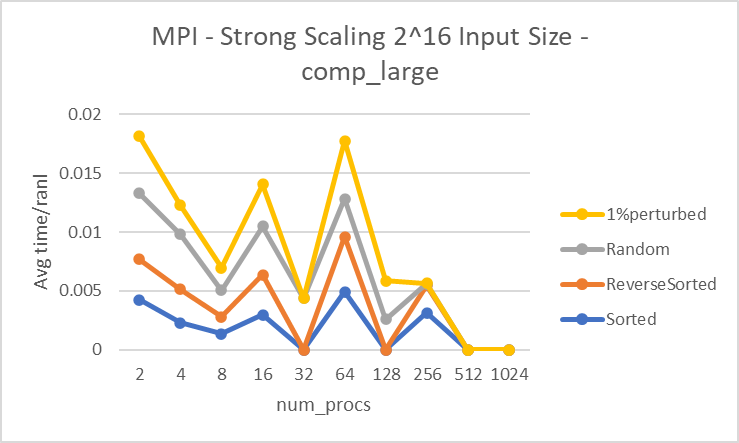 MPI - Strong Scaling 2^16 Input Size -
comp_large
0.02
0.015
0.01
0.005
0
Avg time/ranl
2 4 8 16 32 64 128 256 512 1024
num_procs
1%perturbed
Random
ReverseSorted
Sorted